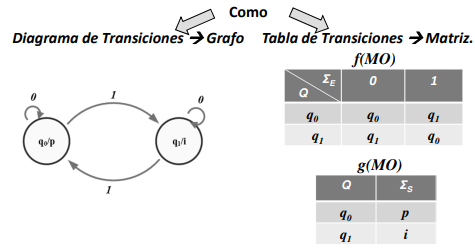 Como
Diagrama de Transiciones → Grafo
Tabla de Transiciones → Matriz.
0
1
0
q₀/p
q₁/i
1
f(MO)
Σ_E 0 1
Q
q₀ q₀ q₁
q₁ q₁ q₀
g(MO)
Q Σ_S
q₀ p
q₁ i